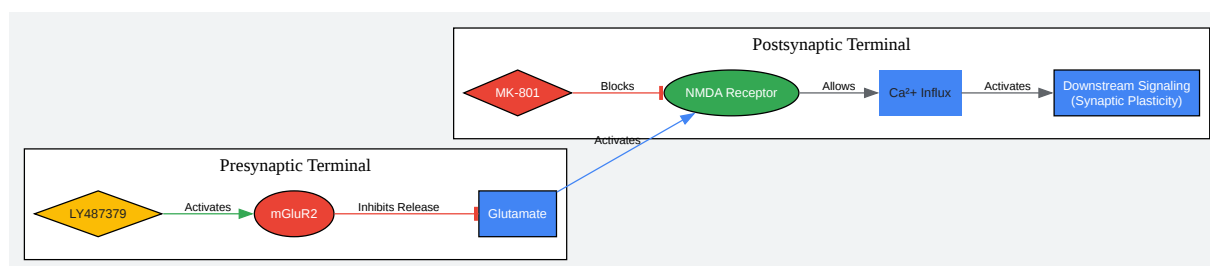 Postsynaptic Terminal
MK-801
Blocks
NMDA Receptor
Allows
Ca²+ Influx
Activates
Downstream Signaling
(Synaptic Plasticity)
Activates
Presynaptic Terminal
LY487379
Activates
mGluR2
Inhibits Release
Glutamate